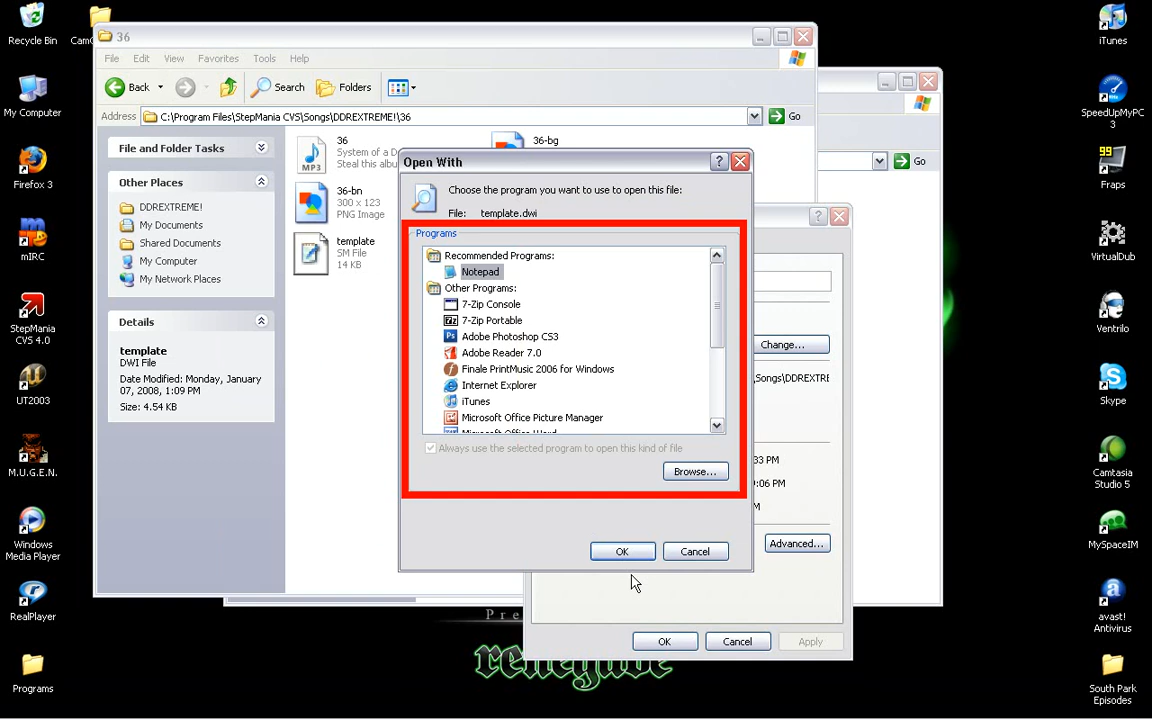 Recycle Bin
Cam
My Computer
Firefox 3
mIRC
StepMania
CVS 4.0
UT2003
M.U.G.E.N.
Windows
Media Player
RealPlayer
Programs
36
File Edit View Favorites Tools Help
Back Search Folders
Address C:\Program Files\StepMania CVS\Songs\DDREXTREME!\36 Go
File and Folder Tasks
Other Places
DDREXTREME!
My Documents
Shared Documents
My Computer
My Network Places
Details
template
DWI File
Date Modified: Monday, January
07, 2008, 1:09 PM
Size: 4.54 KB
36
System of a D
Steal this albu
MP3
36-bg
36-bn
300 x 123
PNG Image
template
SM File
14 KB
Open With
Choose the program you want to use to open this file:
File: template.dwi
Programs
Recommended Programs:
Notepad
Other Programs:
7-Zip Console
7-Zip Portable
Adobe Photoshop CS3
Adobe Reader 7.0
Finale PrintMusic 2006 for Windows
Internet Explorer
iTunes
Microsoft Office Picture Manager
Always use the selected program to open this kind of file
Browse...
OK Cancel
Go
Change...
\Songs\DDREXTRE
33 PM
:06 PM
M
Advanced...
OK Cancel Apply
Pre
renegade
iTunes
SpeedUpMyPC
3
99
Fraps
VirtualDub
Ventrilo
Skype
Camtasia
Studio 5
MySpaceIM
avast!
Antivirus
South Park
Episodes